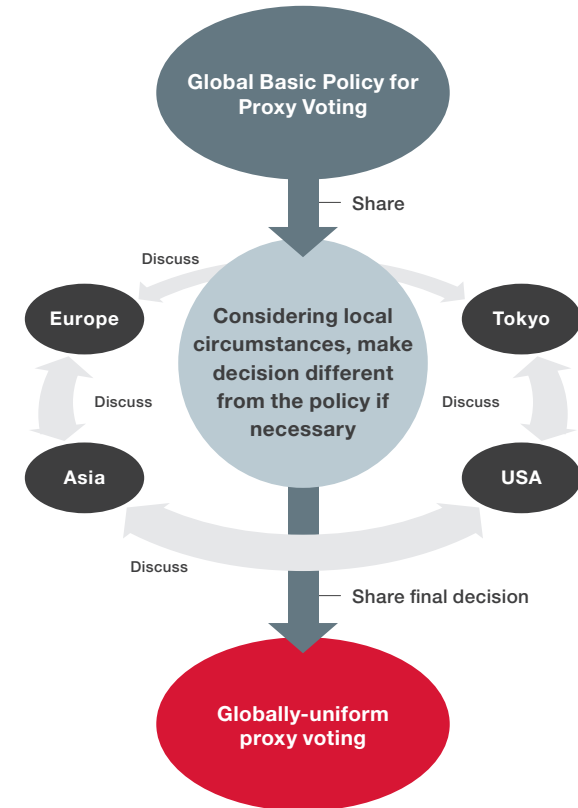 Global Basic Policy for
Proxy Voting
Share
Discuss
Europe
Tokyo
Considering local
circumstances, make
decision different
from the policy if
necessary
Discuss
Discuss
Asia
USA
Discuss
Share final decision
Globally-uniform
proxy voting